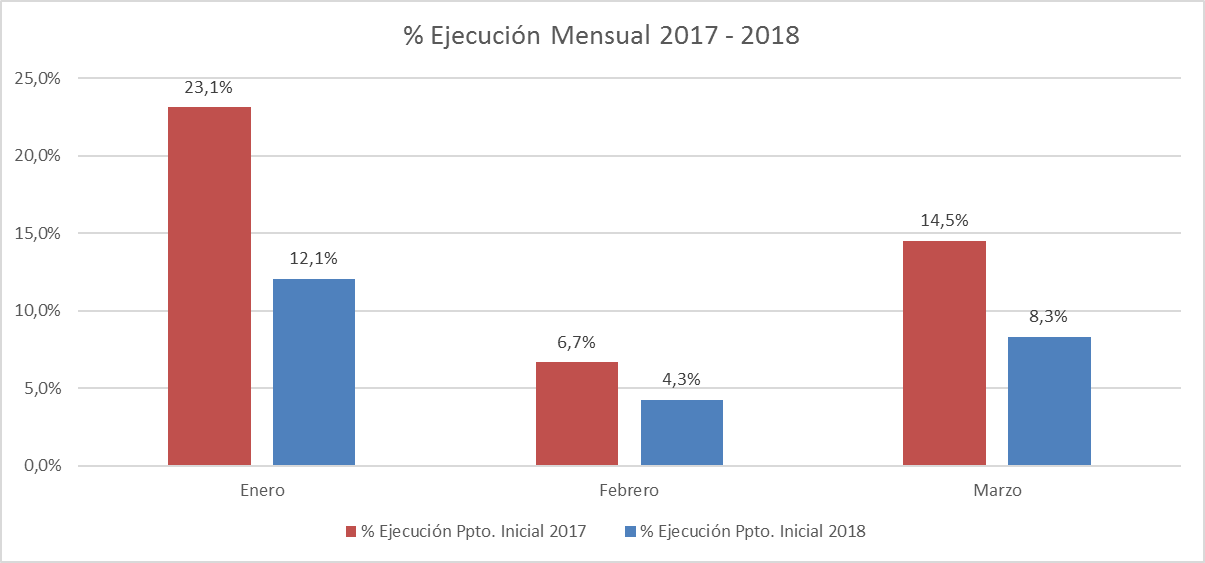 % Ejecución Mensual 2017 - 2018
25,0%
20,0%
15,0%
10,0%
5,0%
0,0%
23,1%
12,1%
6,7%
4,3%
14,5%
8,3%
Enero
Febrero
Marzo
% Ejecución Ppto. Inicial 2017
% Ejecución Ppto. Inicial 2018